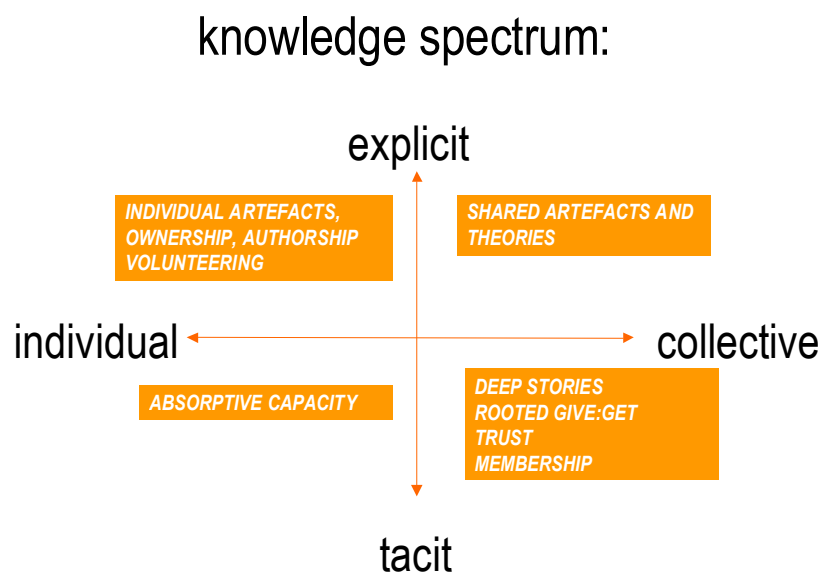 knowledge spectrum:
explicit
INDIVIDUAL ARTEFACTS,
OWNERSHIP, AUTHORSHIP
VOLUNTEERING
SHARED ARTEFACTS AND
THEORIES
individual
collective
ABSORPTIVE CAPACITY
DEEP STORIES
ROOTED GIVE:GET
TRUST
MEMBERSHIP
tacit